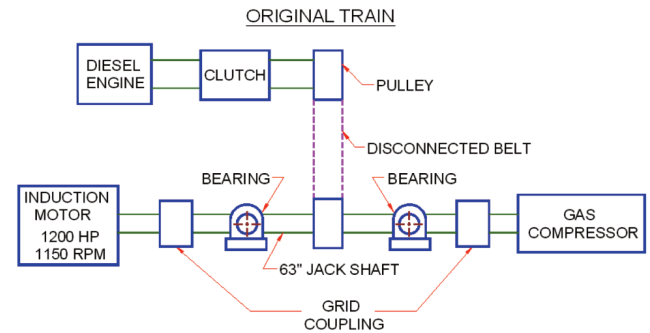 ORIGINAL TRAIN
DIESEL
ENGINE
CLUTCH
PULLEY
DISCONNECTED BELT
BEARING
BEARING
INDUCTION
MOTOR
1200 HP
1150 RPM
GAS
COMPRESSOR
63" JACK SHAFT
GRID
COUPLING